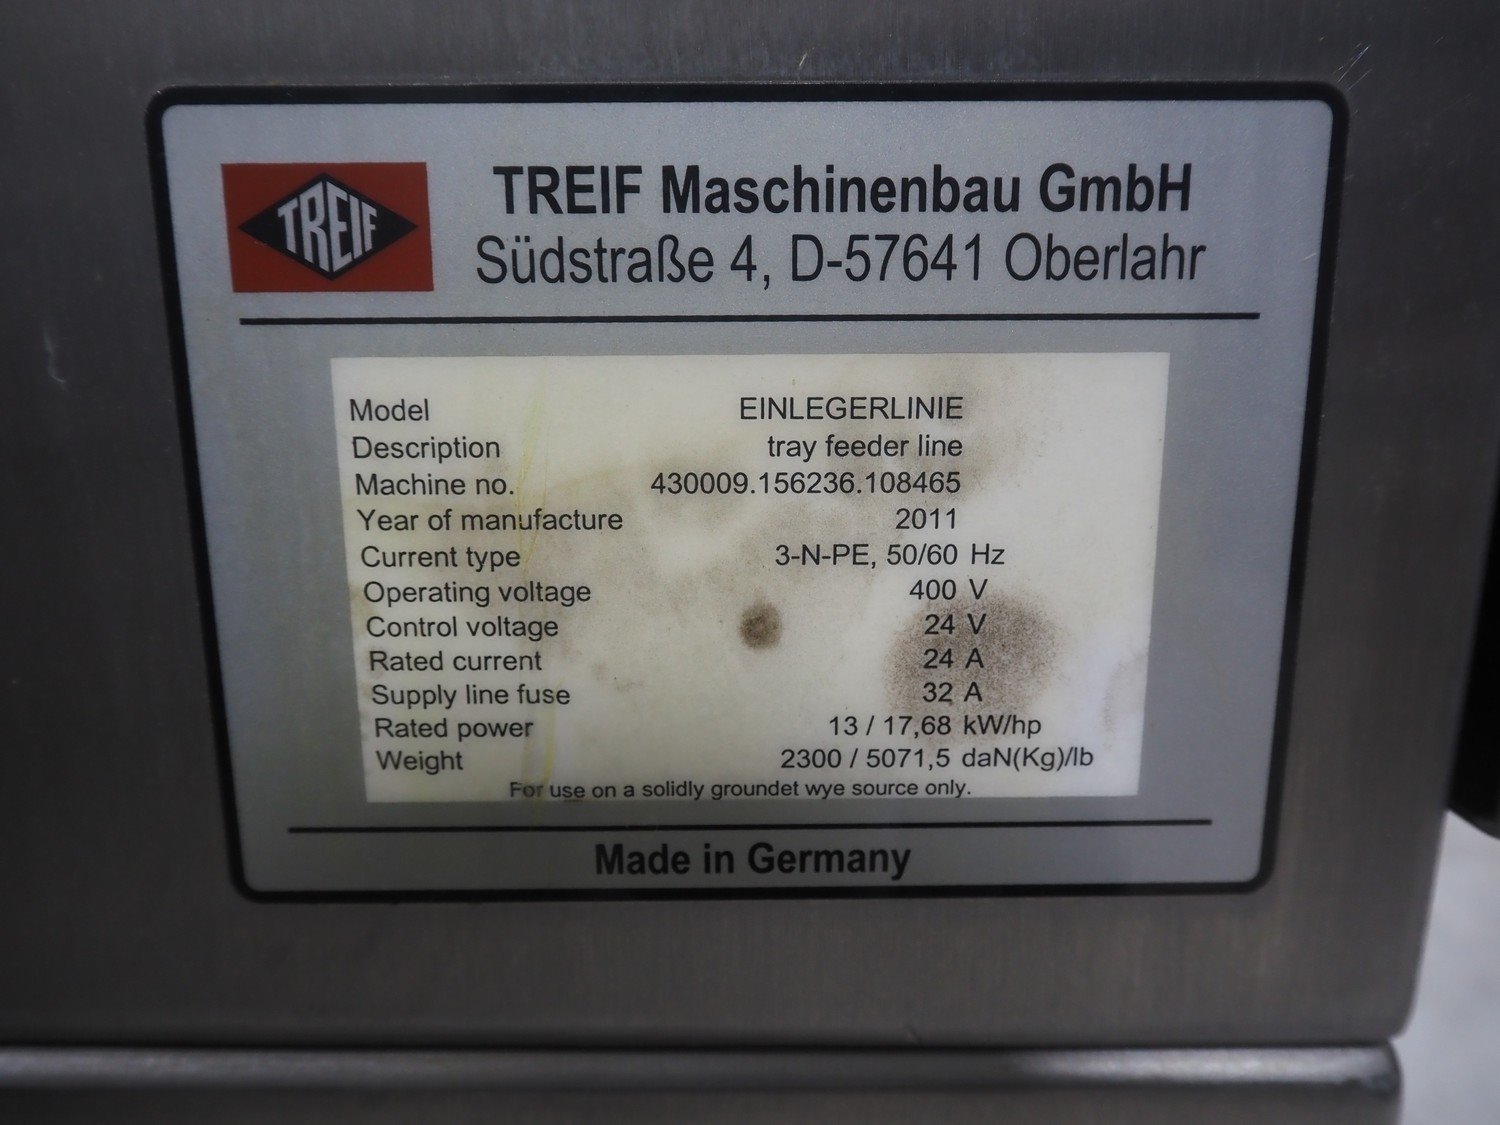 TREIF
TREIF Maschinenbau GmbH
Südstraße 4, D-57641 Oberlahr
Model EINLEGERLINIE
Description tray feeder line
Machine no. 430009.156236.108465
Year of manufacture 2011
Current type 3-N-PE, 50/60 Hz
Operating voltage 400 V
Control voltage 24 V
Rated current 24 A
Supply line fuse 32 A
Rated power 13 / 17,68 kW/hp
Weight 2300 / 5071,5 daN(Kg)/lb
For use on a solidly groundet wye source only.
Made in Germany